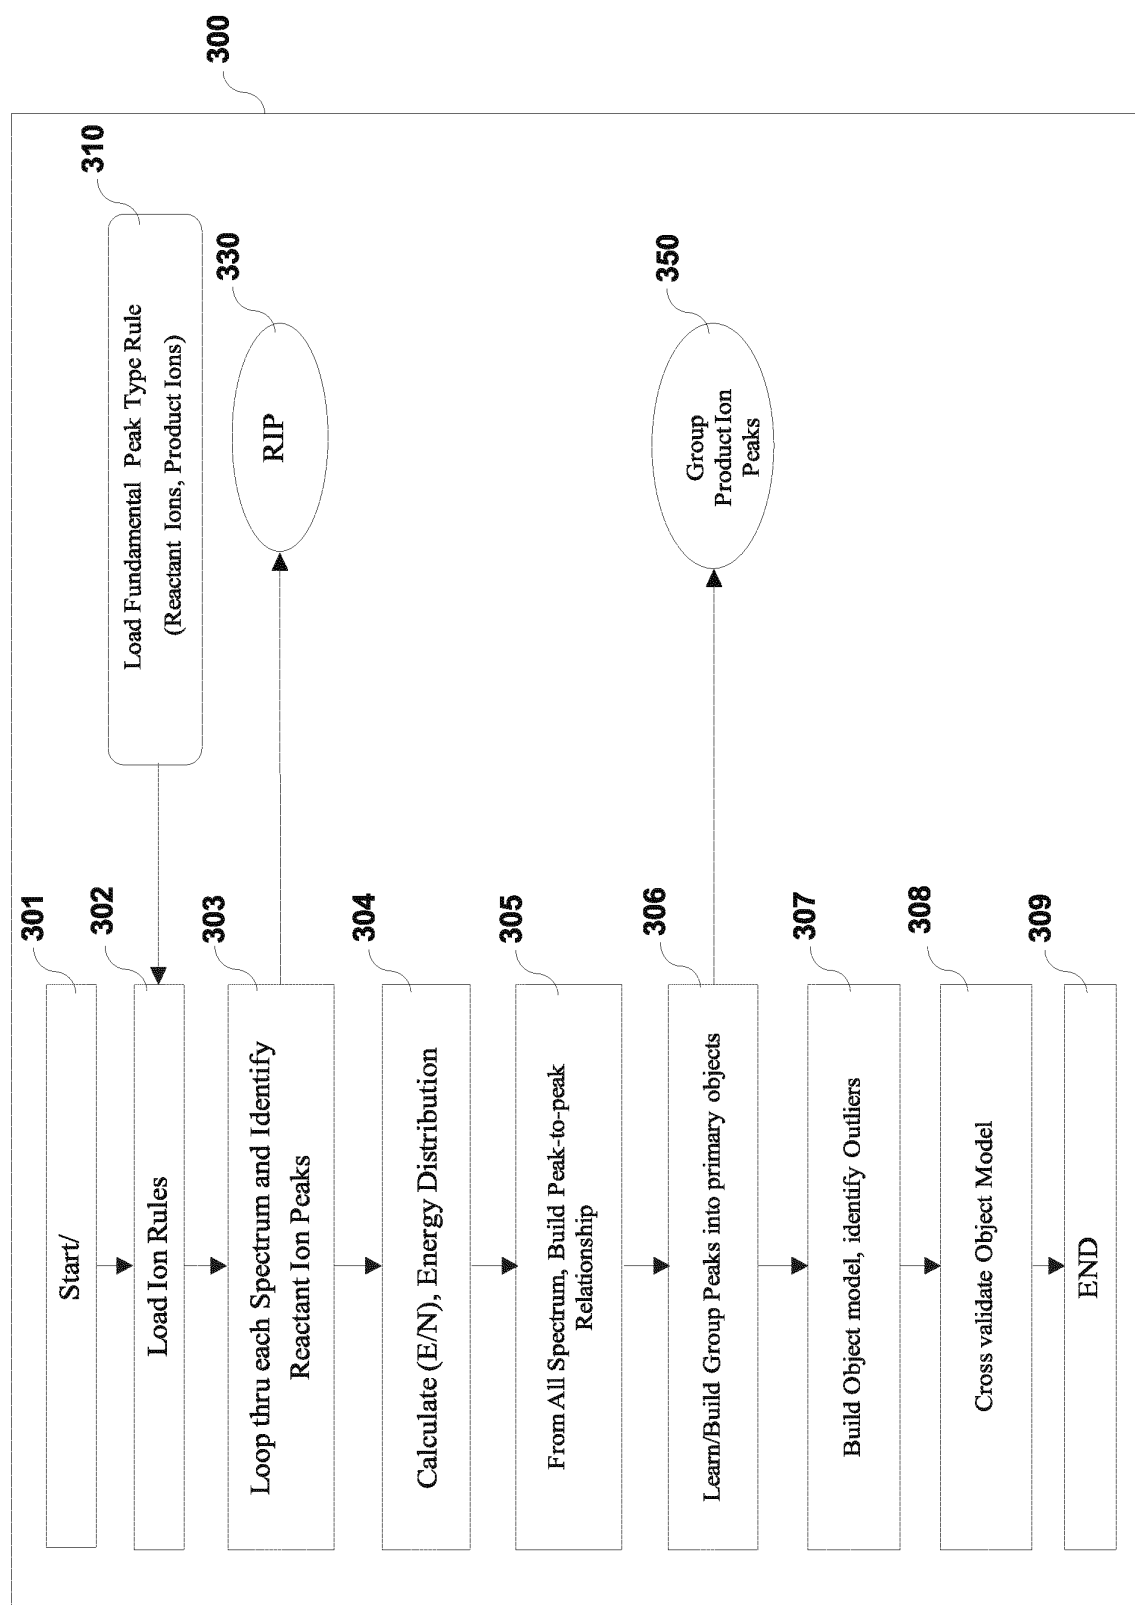 300
310
Load Fundamental Peak Type Rule
(Reactant Ions, Product Ions)
330
RIP
350
Group
Product Ion
Peaks
301
Start/
302
Load Ion Rules
303
Loop thru each Spectrum and Identify
Reactant Ion Peaks
304
Calculate (E/N), Energy Distribution
305
From All Spectrum, Build Peak-to-peak
Relationship
306
Learn/Build Group Peaks into primary objects
307
Build Object model, identify Outliers
308
Cross validate Object Model
309
END